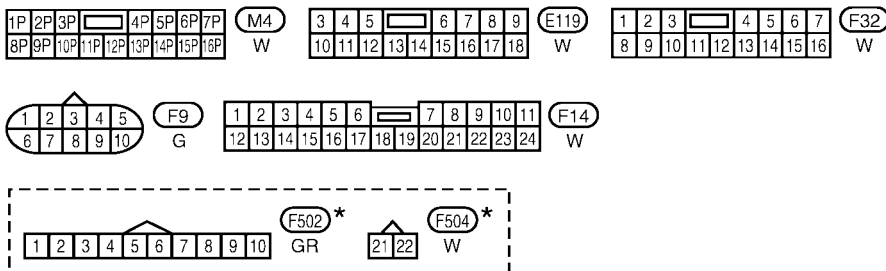 1P 2P 3P 4P 5P 6P 7P M4
8P 9P 10P 11P 12P 13P 14P 15P 16P W
3 4 5 6 7 8 9 E119
10 11 12 13 14 15 16 17 18 W
1 2 3 4 5 6 7 F32
8 9 10 11 12 13 14 15 16 W
1 2 3 4 5 F9
6 7 8 9 10 G
1 2 3 4 5 6 7 8 9 10 11 F14
12 13 14 15 16 17 18 19 20 21 22 23 24 W
F502 *
1 2 3 4 5 6 7 8 9 10 GR
F504 *
21 22 W